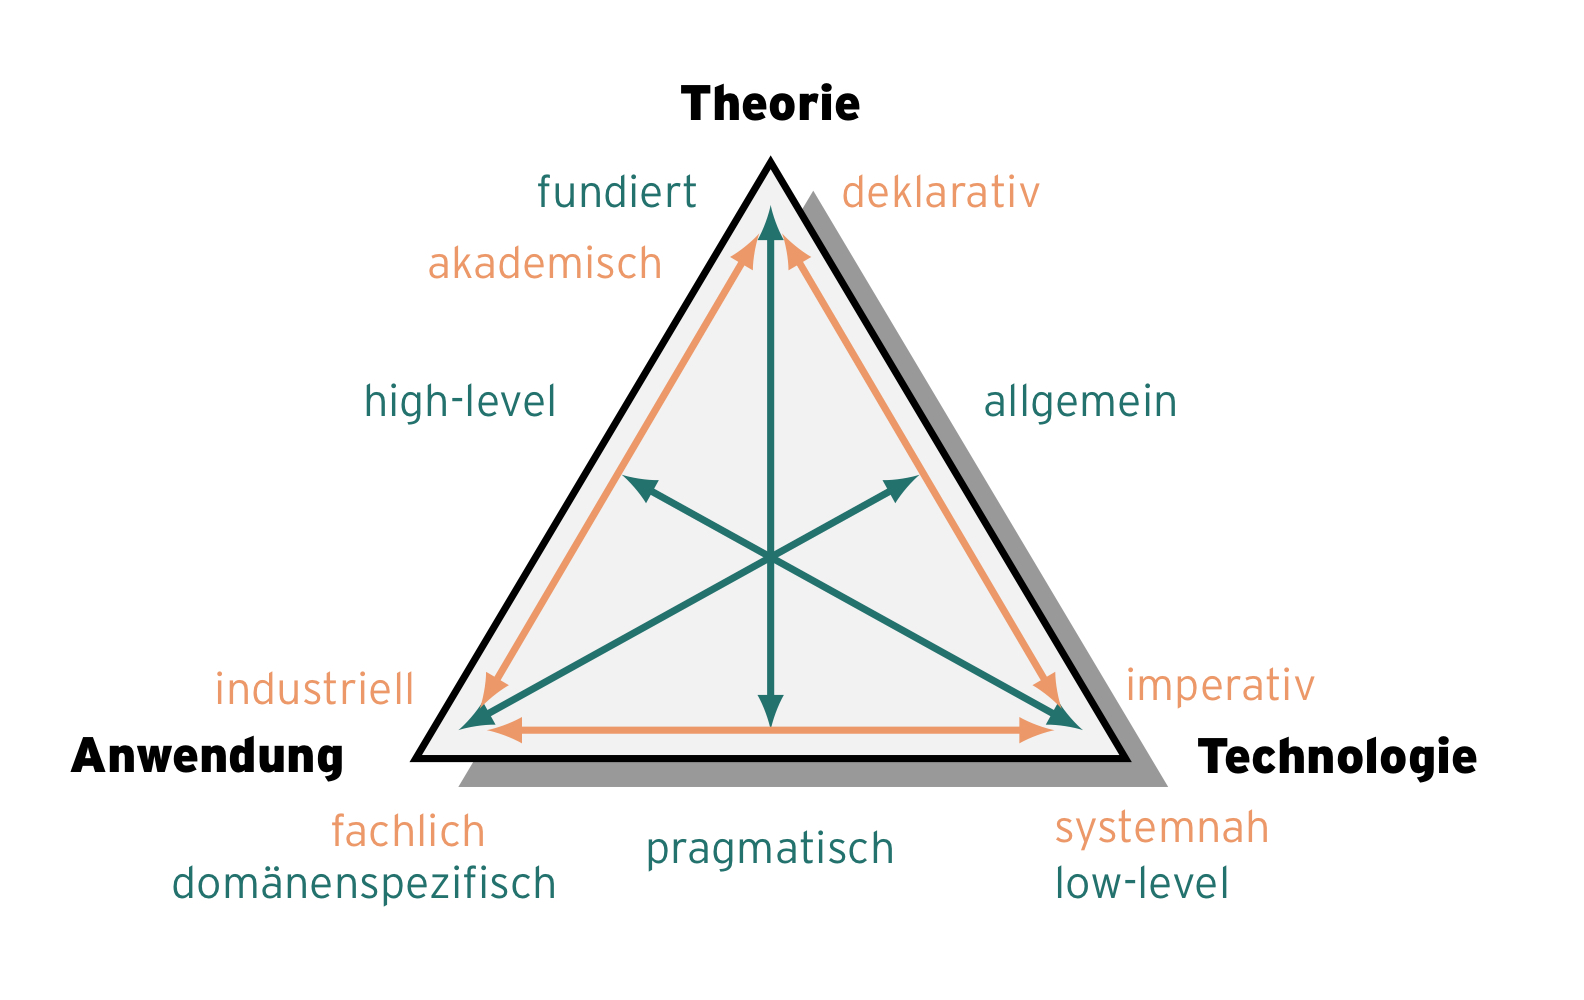 Theorie
fundiert
deklarativ
akademisch
high-level
allgemein
industriell
imperativ
Anwendung
Technologie
fachlich
systemnah
pragmatisch
domänenspezifisch
low-level